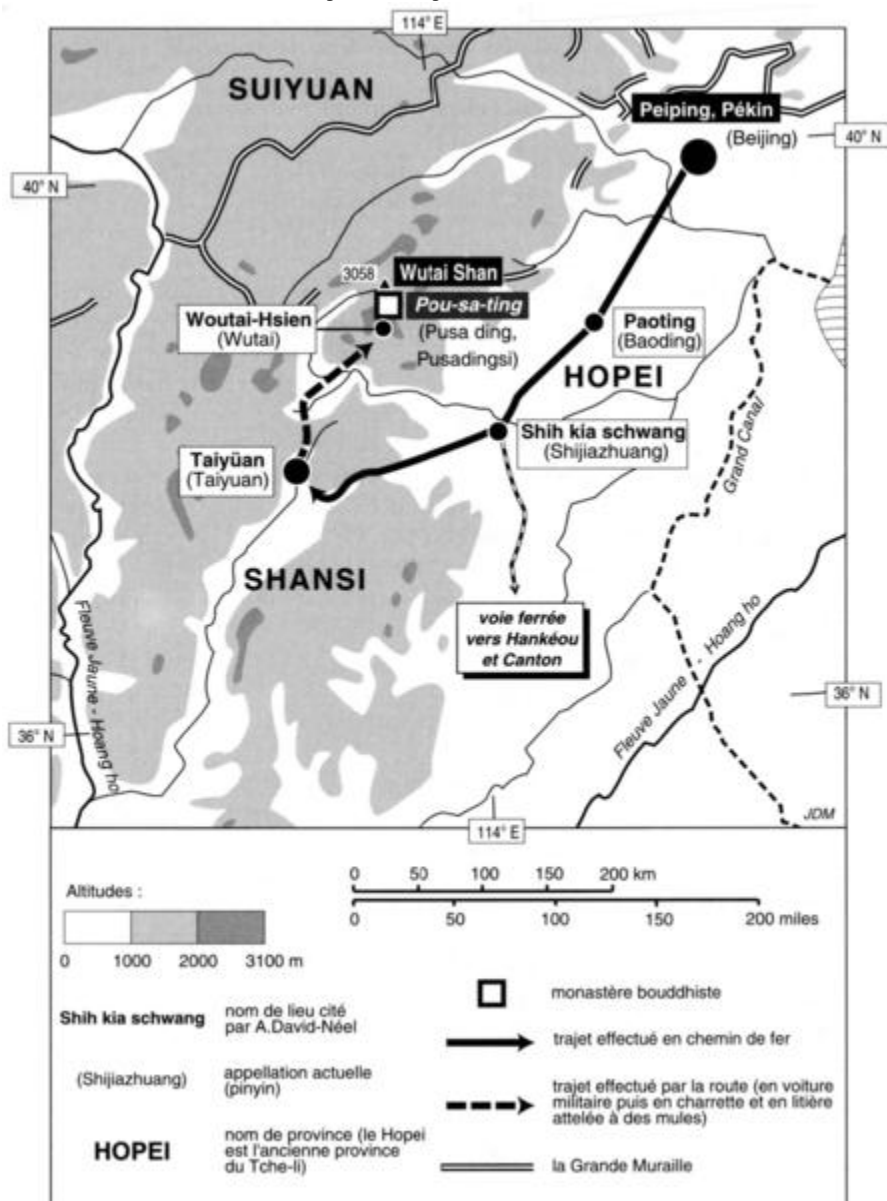 114° E
SUIYUAN
Peiping, Pékin
(Beijing)
40° N
40° N
3058
Wutai Shan
Pou-sa-ting
(Pusa ding,
Pusadingsi)
Woutai-Hsien
(Wutai)
Paoting
(Baoding)
HOPEI
Shih kia schwang
(Shijiazhuang)
Grand Canal
Taiyüan
(Taiyuan)
SHANSI
voie ferrée
vers Hankéou
et Canton
Fleuve Jaune - Hoang ho
Fleuve Jaune - Hoang ho
36° N
36° N
JDM
114° E
Altitudes :
0 1000 2000 3100 m
0 50 100 150 200 km
0 50 100 150 200 miles
Shih kia schwang
nom de lieu cité
par A.David-Néel
(Shijiazhuang)
appellation actuelle
(pinyin)
HOPEI
nom de province (le Hopei
est l'ancienne province
du Tche-li)
monastère bouddhiste
trajet effectué en chemin de fer
trajet effectué par la route (en voiture
militaire puis en charrette et en litière
attelée à des mules)
la Grande Muraille